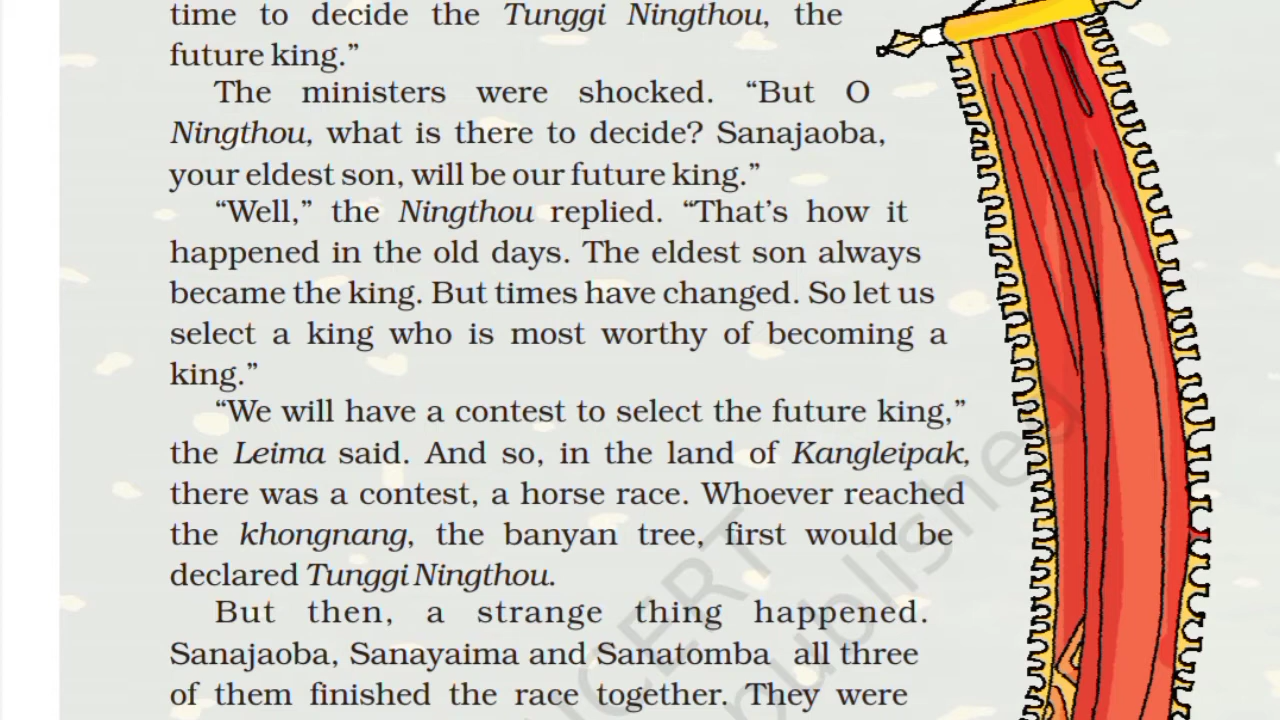 time to decide the Tunggi Ningthou, the
future king.”
The ministers were shocked. “But O
Ningthou, what is there to decide? Sanajaoba,
your eldest son, will be our future king.”
“Well,” the Ningthou replied. “That’s how it
happened in the old days. The eldest son always
became the king. But times have changed. So let us
select a king who is most worthy of becoming a
king.”
“We will have a contest to select the future king,”
the Leima said. And so, in the land of Kangleipak,
there was a contest, a horse race. Whoever reached
the khongnang, the banyan tree, first would be
declared Tunggi Ningthou.
But then, a strange thing happened.
Sanajaoba, Sanayaima and Sanatomba all three
of them finished the race together. They were
NCERT
published